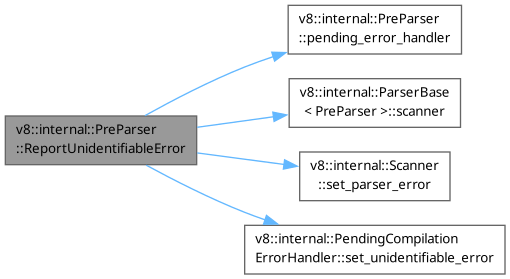 v8::internal::PreParser
::pending_error_handler
v8::internal::ParserBase
< PreParser >::scanner
v8::internal::PreParser
::ReportUnidentifiableError
v8::internal::Scanner
::set_parser_error
v8::internal::PendingCompilation
ErrorHandler::set_unidentifiable_error